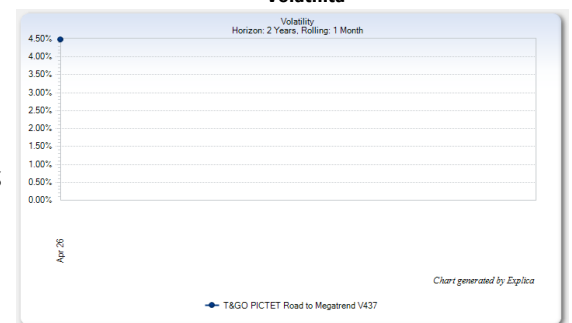 Volatility
Horizon: 2 Years, Rolling: 1 Month
4.50%
4.00%
3.50%
3.00%
2.50%
2.00%
1.50%
1.00%
0.50%
0.00%
Apr 26
Chart generated by Explica
T&GO PICTET Road to Megatrend V437